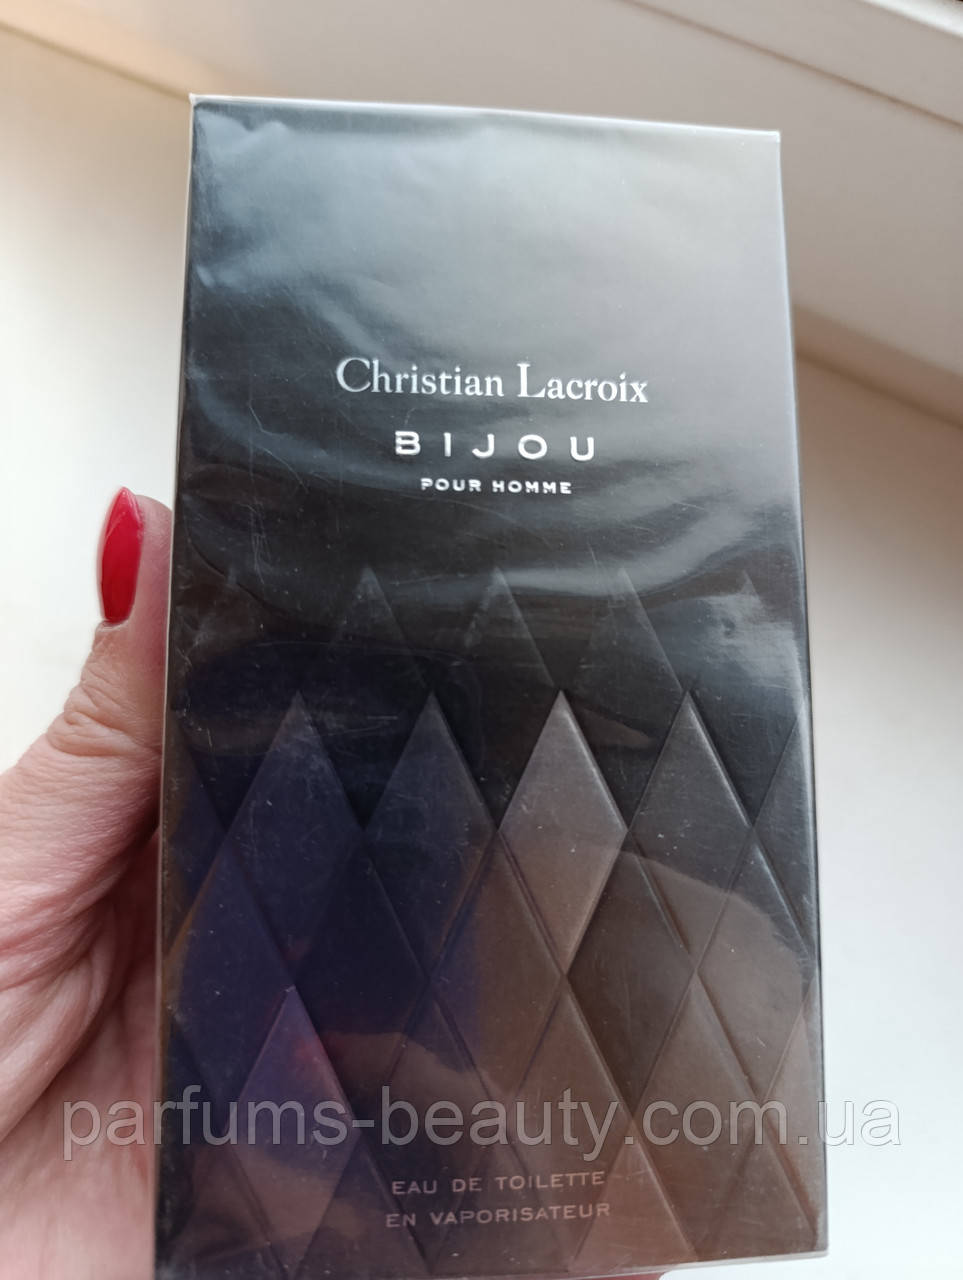 Christian Lacroix
BIJOU
POUR HOMME
parfums-beauty.com.ua
EAU DE TOILETTE
EN VAPORISATEUR